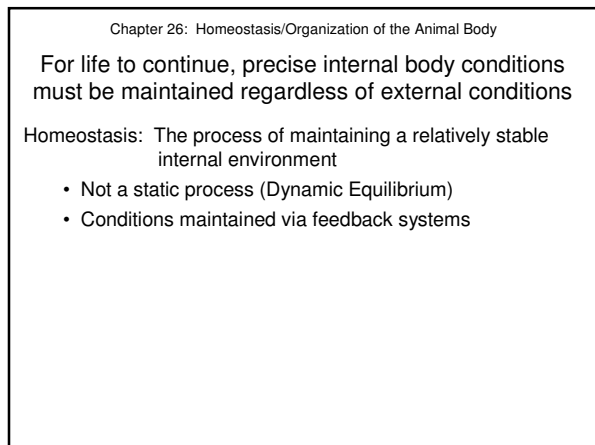 Chapter 26: Homeostasis/Organization of the Animal Body
For life to continue, precise internal body conditions
must be maintained regardless of external conditions
Homeostasis: The process of maintaining a relatively stable
internal environment
• Not a static process (Dynamic Equilibrium)
• Conditions maintained via feedback systems